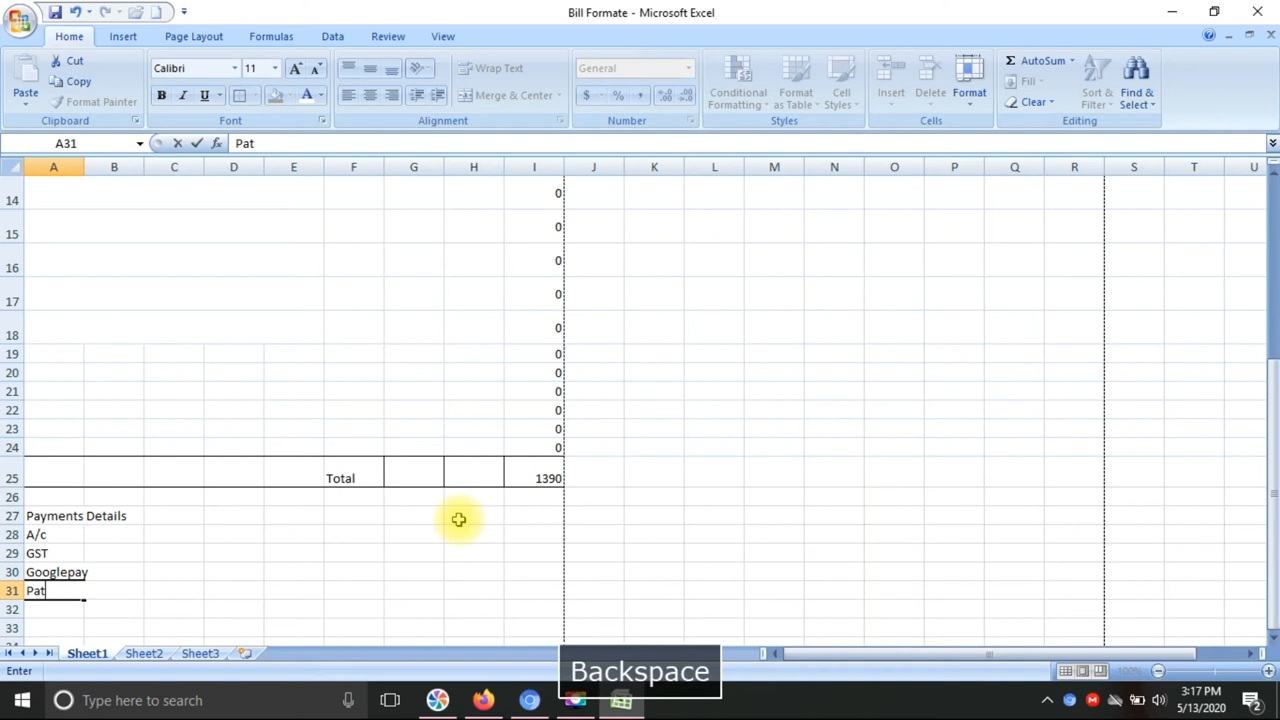 Bill Formate - Microsoft Excel
Home Insert Page Layout Formulas Data Review View
Paste Cut Copy Format Painter
Calibri 11
B I U A
Wrap Text
Merge & Center
General
$ %
Conditional Formatting
Format as Table
Cell Styles
Insert Delete Format
Σ AutoSum
Fill
Clear
Sort & Filter
Find & Select
Clipboard Font Alignment Number Styles Cells Editing
A31 fx Pat
A B C D E F G H I J K L M N O P Q R S T U
14 0
15 0
16 0
17 0
18 0
19 0
20 0
21 0
22 0
23 0
24 0
25 Total 1390
26
27 Payments Details
28 A/c
29 GST
30 Googlepay
31 Pat
32
33
Sheet1 Sheet2 Sheet3
Enter
Backspace
100%
Type here to search
3:17 PM
5/13/2020
2